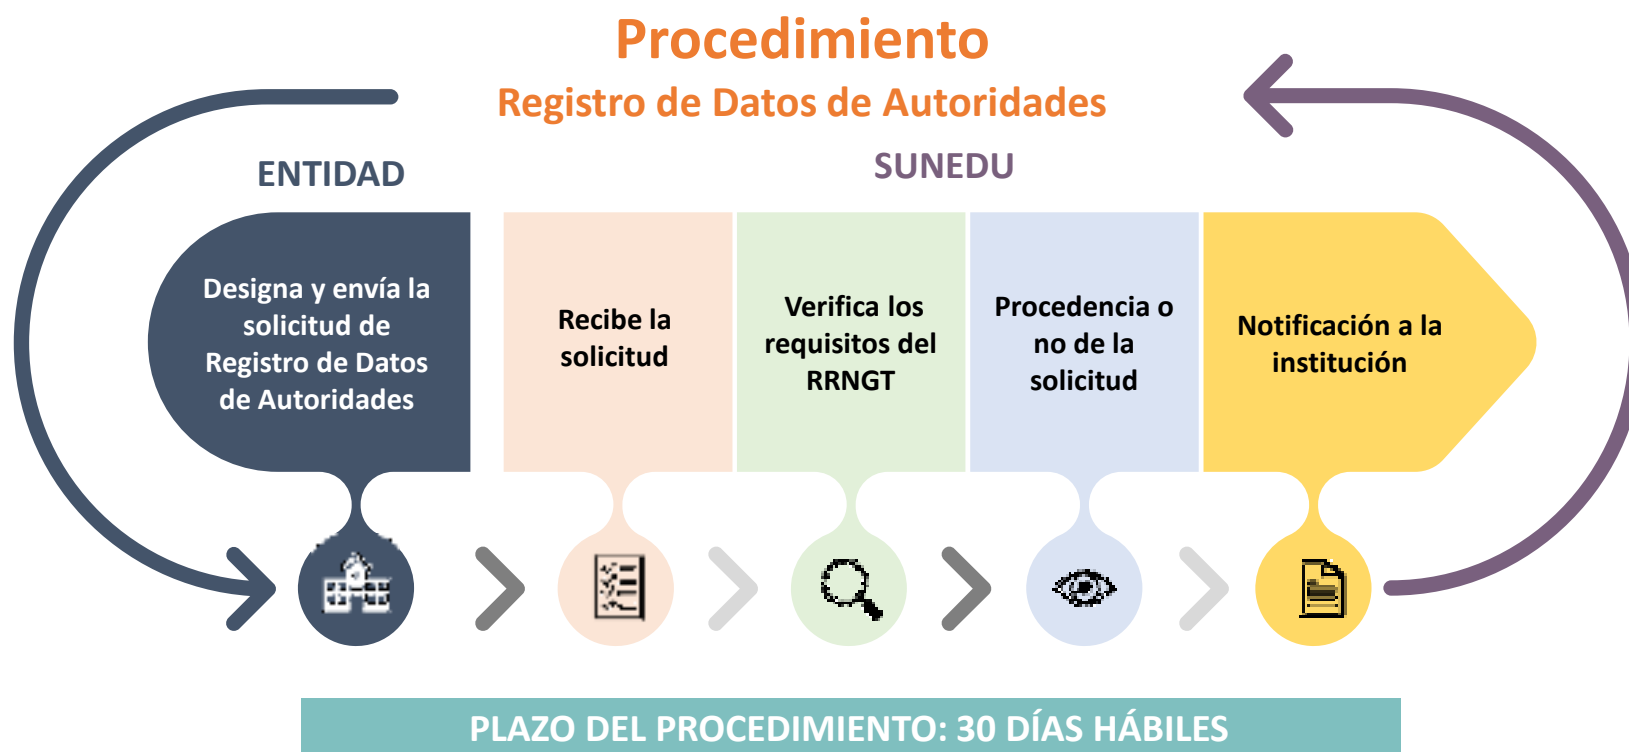 Procedimiento
Registro de Datos de Autoridades
ENTIDAD
SUNEDU
Designa y envía la
solicitud de
Registro de Datos
de Autoridades
Recibe la
solicitud
Verifica los
requisitos del
RRNGT
Procedencia o
no de la
solicitud
Notificación a la
institución
PLAZO DEL PROCEDIMIENTO: 30 DÍAS HÁBILES